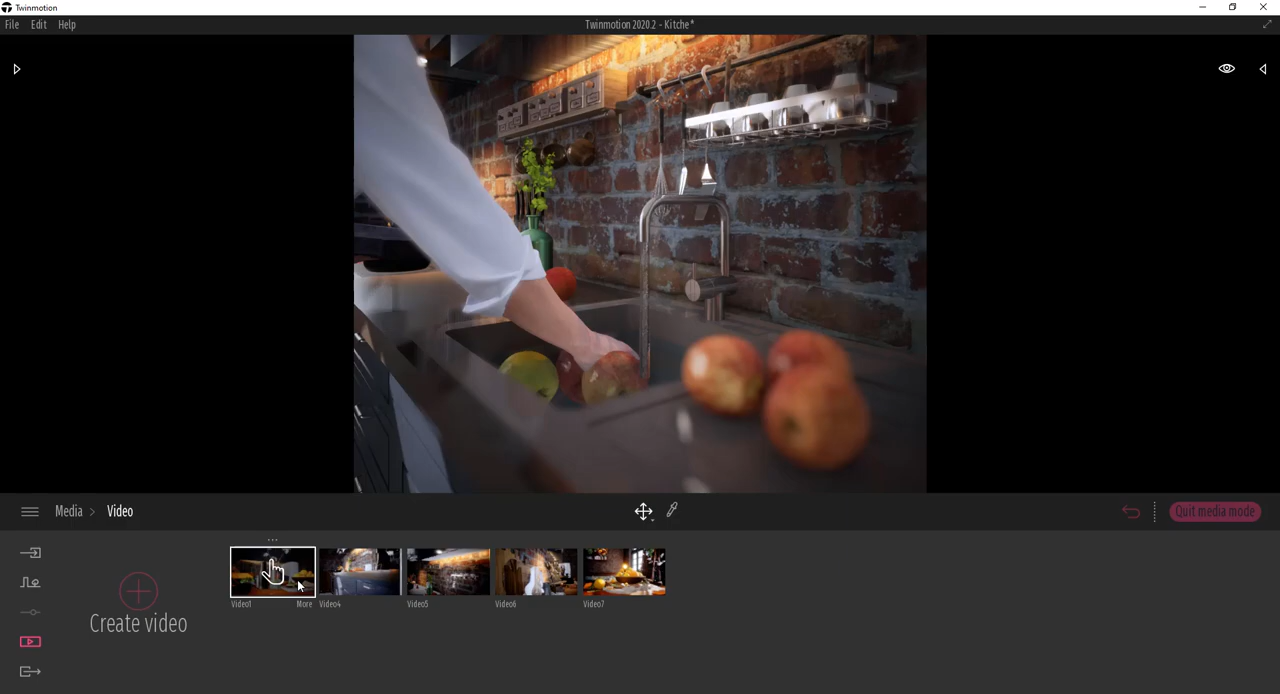 Twinmotion
File Edit Help
Twinmotion 2020.2 - Kitche*
Media > Video
Quit media mode
Create video
Video1 More Video4 Video5 Video6 Video7